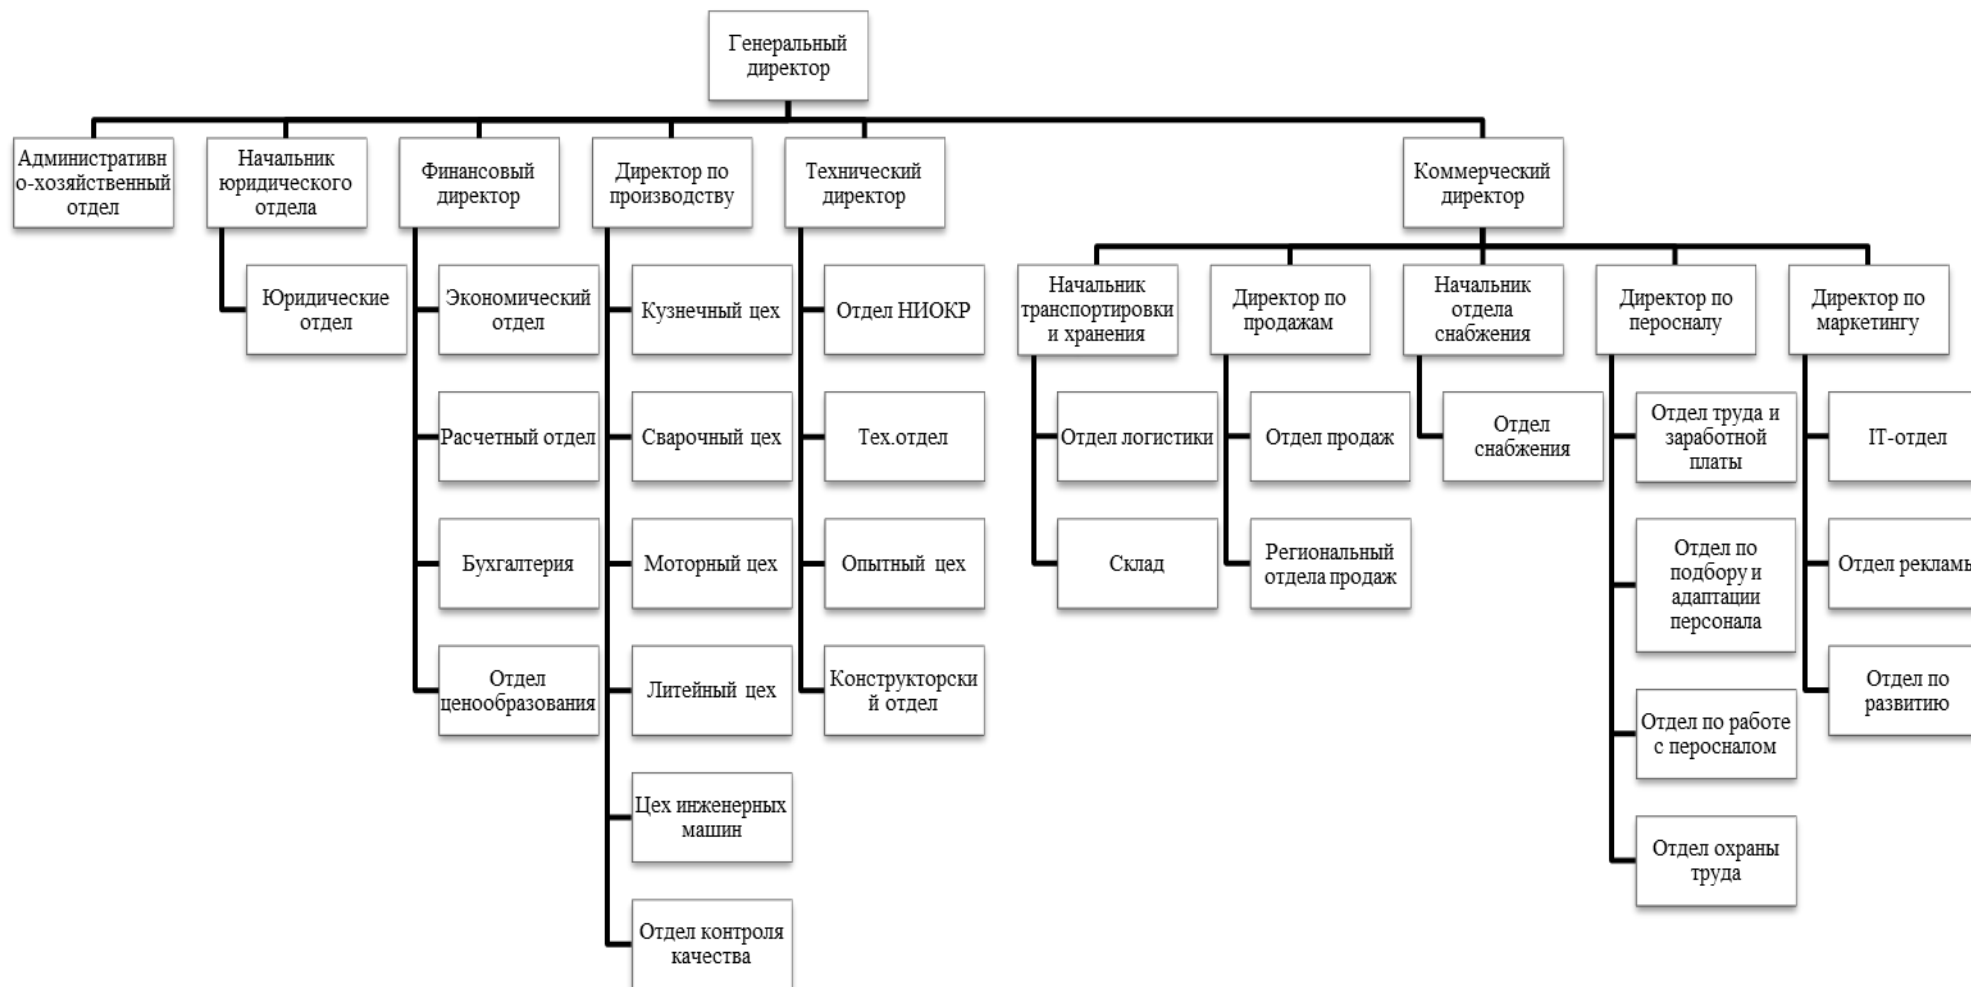 Генеральный
директор
Административн
о-хозяйственный
отдел
Начальник
юридического
отдела
Финансовый
директор
Директор по
производству
Технический
директор
Коммерческий
директор
Юридические
отдел
Экономический
отдел
Расчетный отдел
Бухгалтерия
Отдел
ценообразования
Кузнечный цех
Сварочный цех
Моторный цех
Литейный цех
Цех инженерных
машин
Отдел контроля
качества
Отдел НИОКР
Тех.отдел
Опытный цех
Конструкторски
й отдел
Начальник
транспортировки
и хранения
Директор по
продажам
Начальник
отдела
снабжения
Директор по
перосналу
Директор по
маркетингу
Отдел логистики
Склад
Отдел продаж
Региональный
отдела продаж
Отдел
снабжения
Отдел труда и
заработной
платы
Отдел по
подбору и
адаптации
персонала
Отдел по работе
с перосналом
Отдел охраны
труда
IT-отдел
Отдел рекламы
Отдел по
развитию